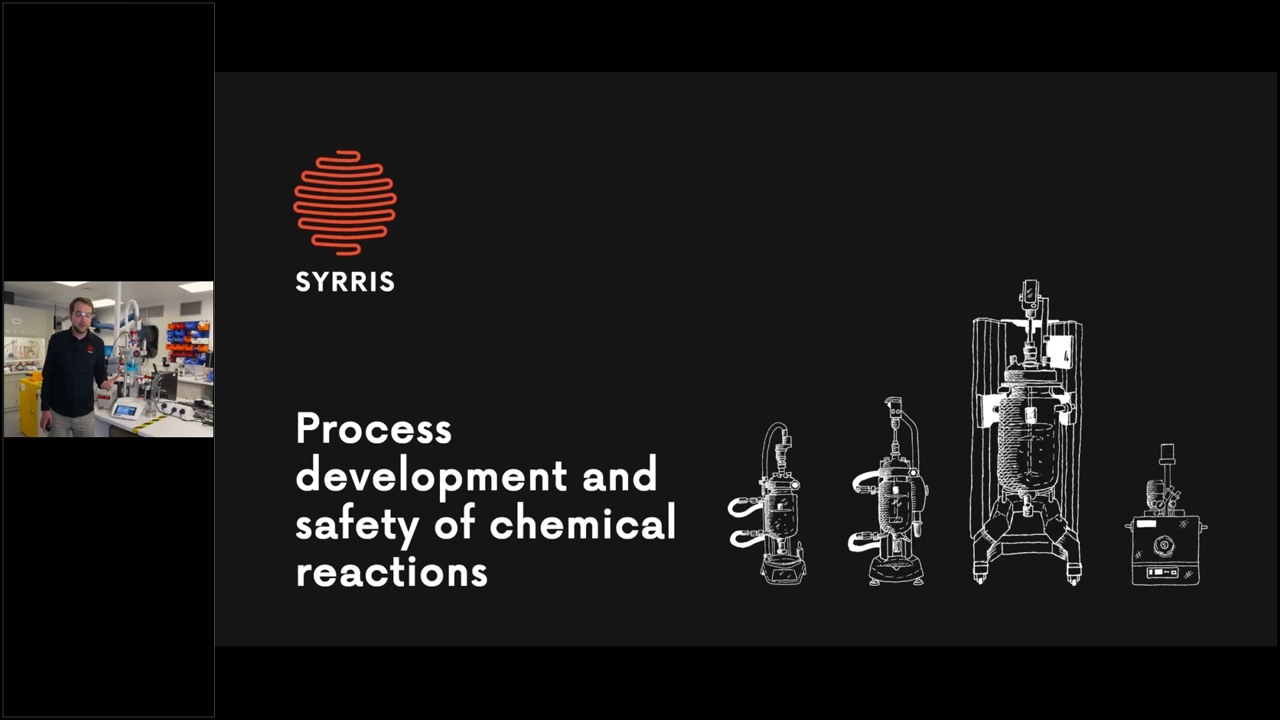 SYRRIS
Process
development and
safety of chemical
reactions